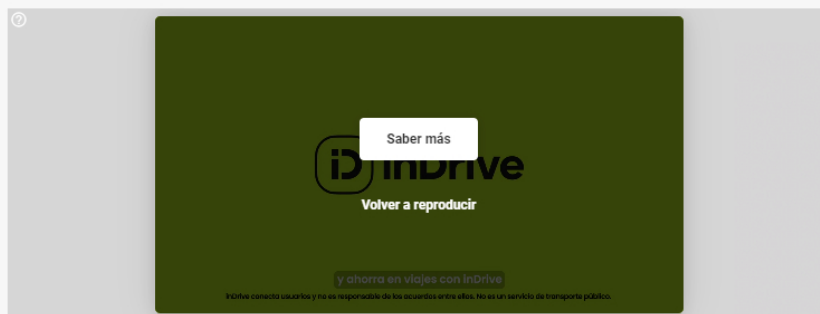 Saber más
iD inDrive
Volver a reproducir
y ahorra en viajes con inDrive
inDrive conecta usuarios y no es responsable de los acuerdos entre ellos. No es un servicio de transporte público.